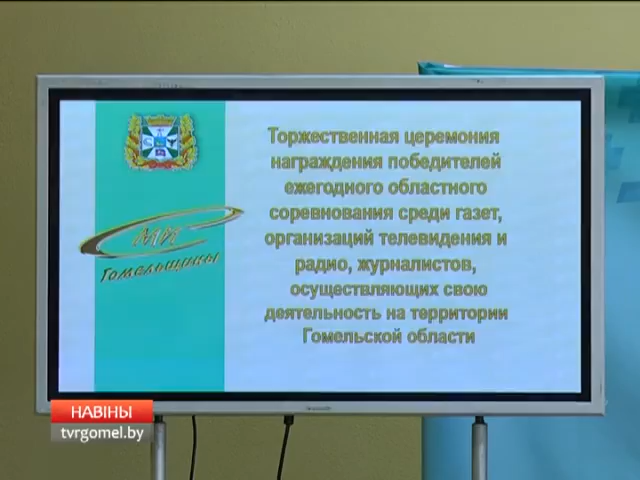 Торжественная церемония
награждения победителей
ежегодного областного
соревнования среди газет,
организаций телевидения и
радио, журналистов,
осуществляющих свою
деятельность на территории
Гомельской области
СМИ
Гомельщины
НАВІНЫ
tvrgomel.by